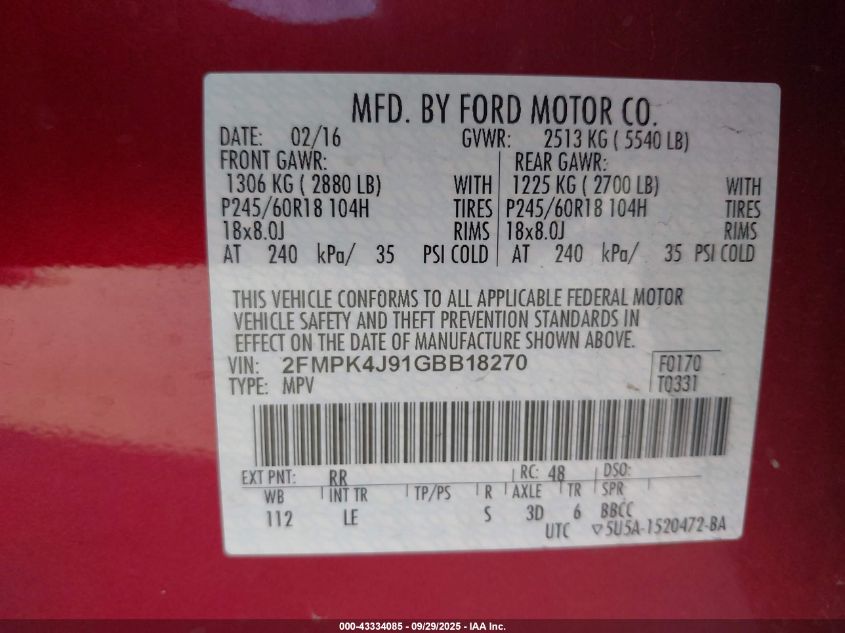 MFD. BY FORD MOTOR CO.
DATE: 02/16 GVWR: 2513 KG ( 5540 LB)
FRONT GAWR: REAR GAWR:
1306 KG ( 2880 LB) WITH 1225 KG ( 2700 LB) WITH
P245/60R18 104H TIRES P245/60R18 104H TIRES
18x8.0J RIMS 18x8.0J RIMS
AT 240 kPa/ 35 PSI COLD AT 240 kPa/ 35 PSI COLD
THIS VEHICLE CONFORMS TO ALL APPLICABLE FEDERAL MOTOR
VEHICLE SAFETY AND THEFT PREVENTION STANDARDS IN
EFFECT ON THE DATE OF MANUFACTURE SHOWN ABOVE.
VIN: 2FMPK4J91GBB18270 F0170
TYPE: MPV T0331
EXT PNT: RR RC: 48 DSO:
WB INT TR TP/PS R AXLE TR SPR
112 LE S 3D 6 BBCC
UTC ▽5U5A-1520472-BA
000-43334085 - 09/29/2025 - IAA Inc.